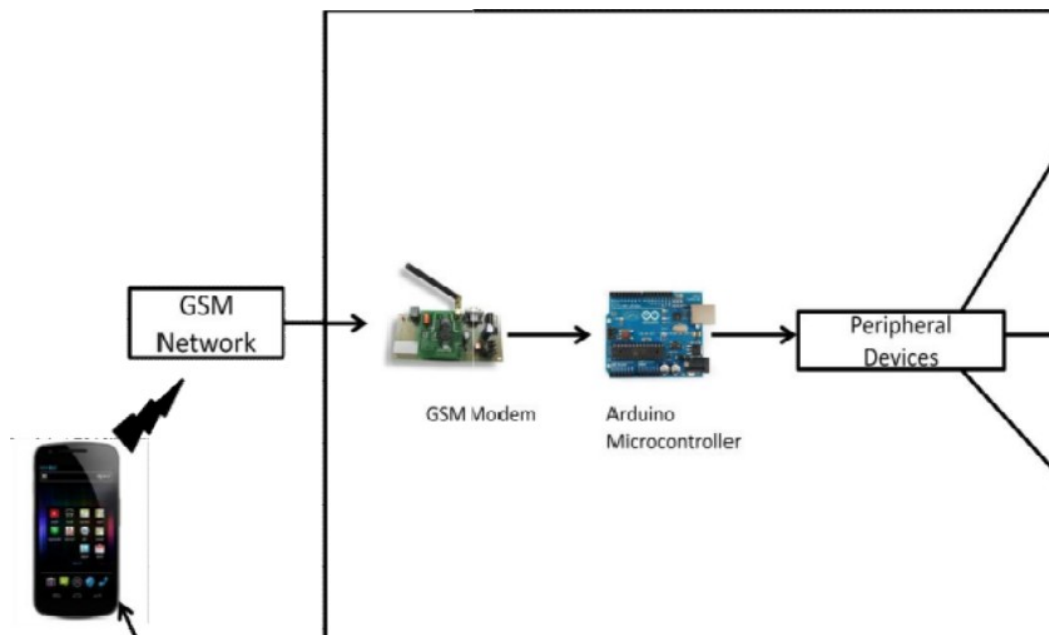 GSM
Network
GSM Modem
Arduino
Microcontroller
Peripheral
Devices